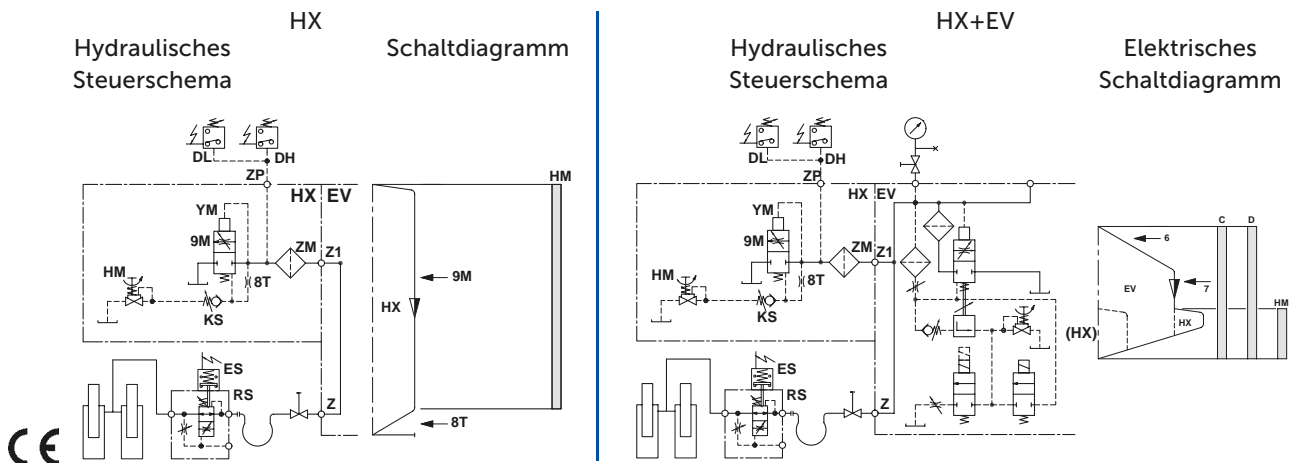 HX
Hydraulisches
Steuerschema
Schaltdiagramm
DL
DH
ZP
HX EV
HM
YM
9M
ZM
Z1
HM
8T
KS
9M
HX
ES
RS
Z
8T
CE
HX+EV
Hydraulisches
Steuerschema
Elektrisches
Schaltdiagramm
DL
DH
ZP
HX EV
YM
9M
ZM
Z1
HM
8T
KS
C
D
6
EV
7
HX
HM
(HX)
ES
RS
Z